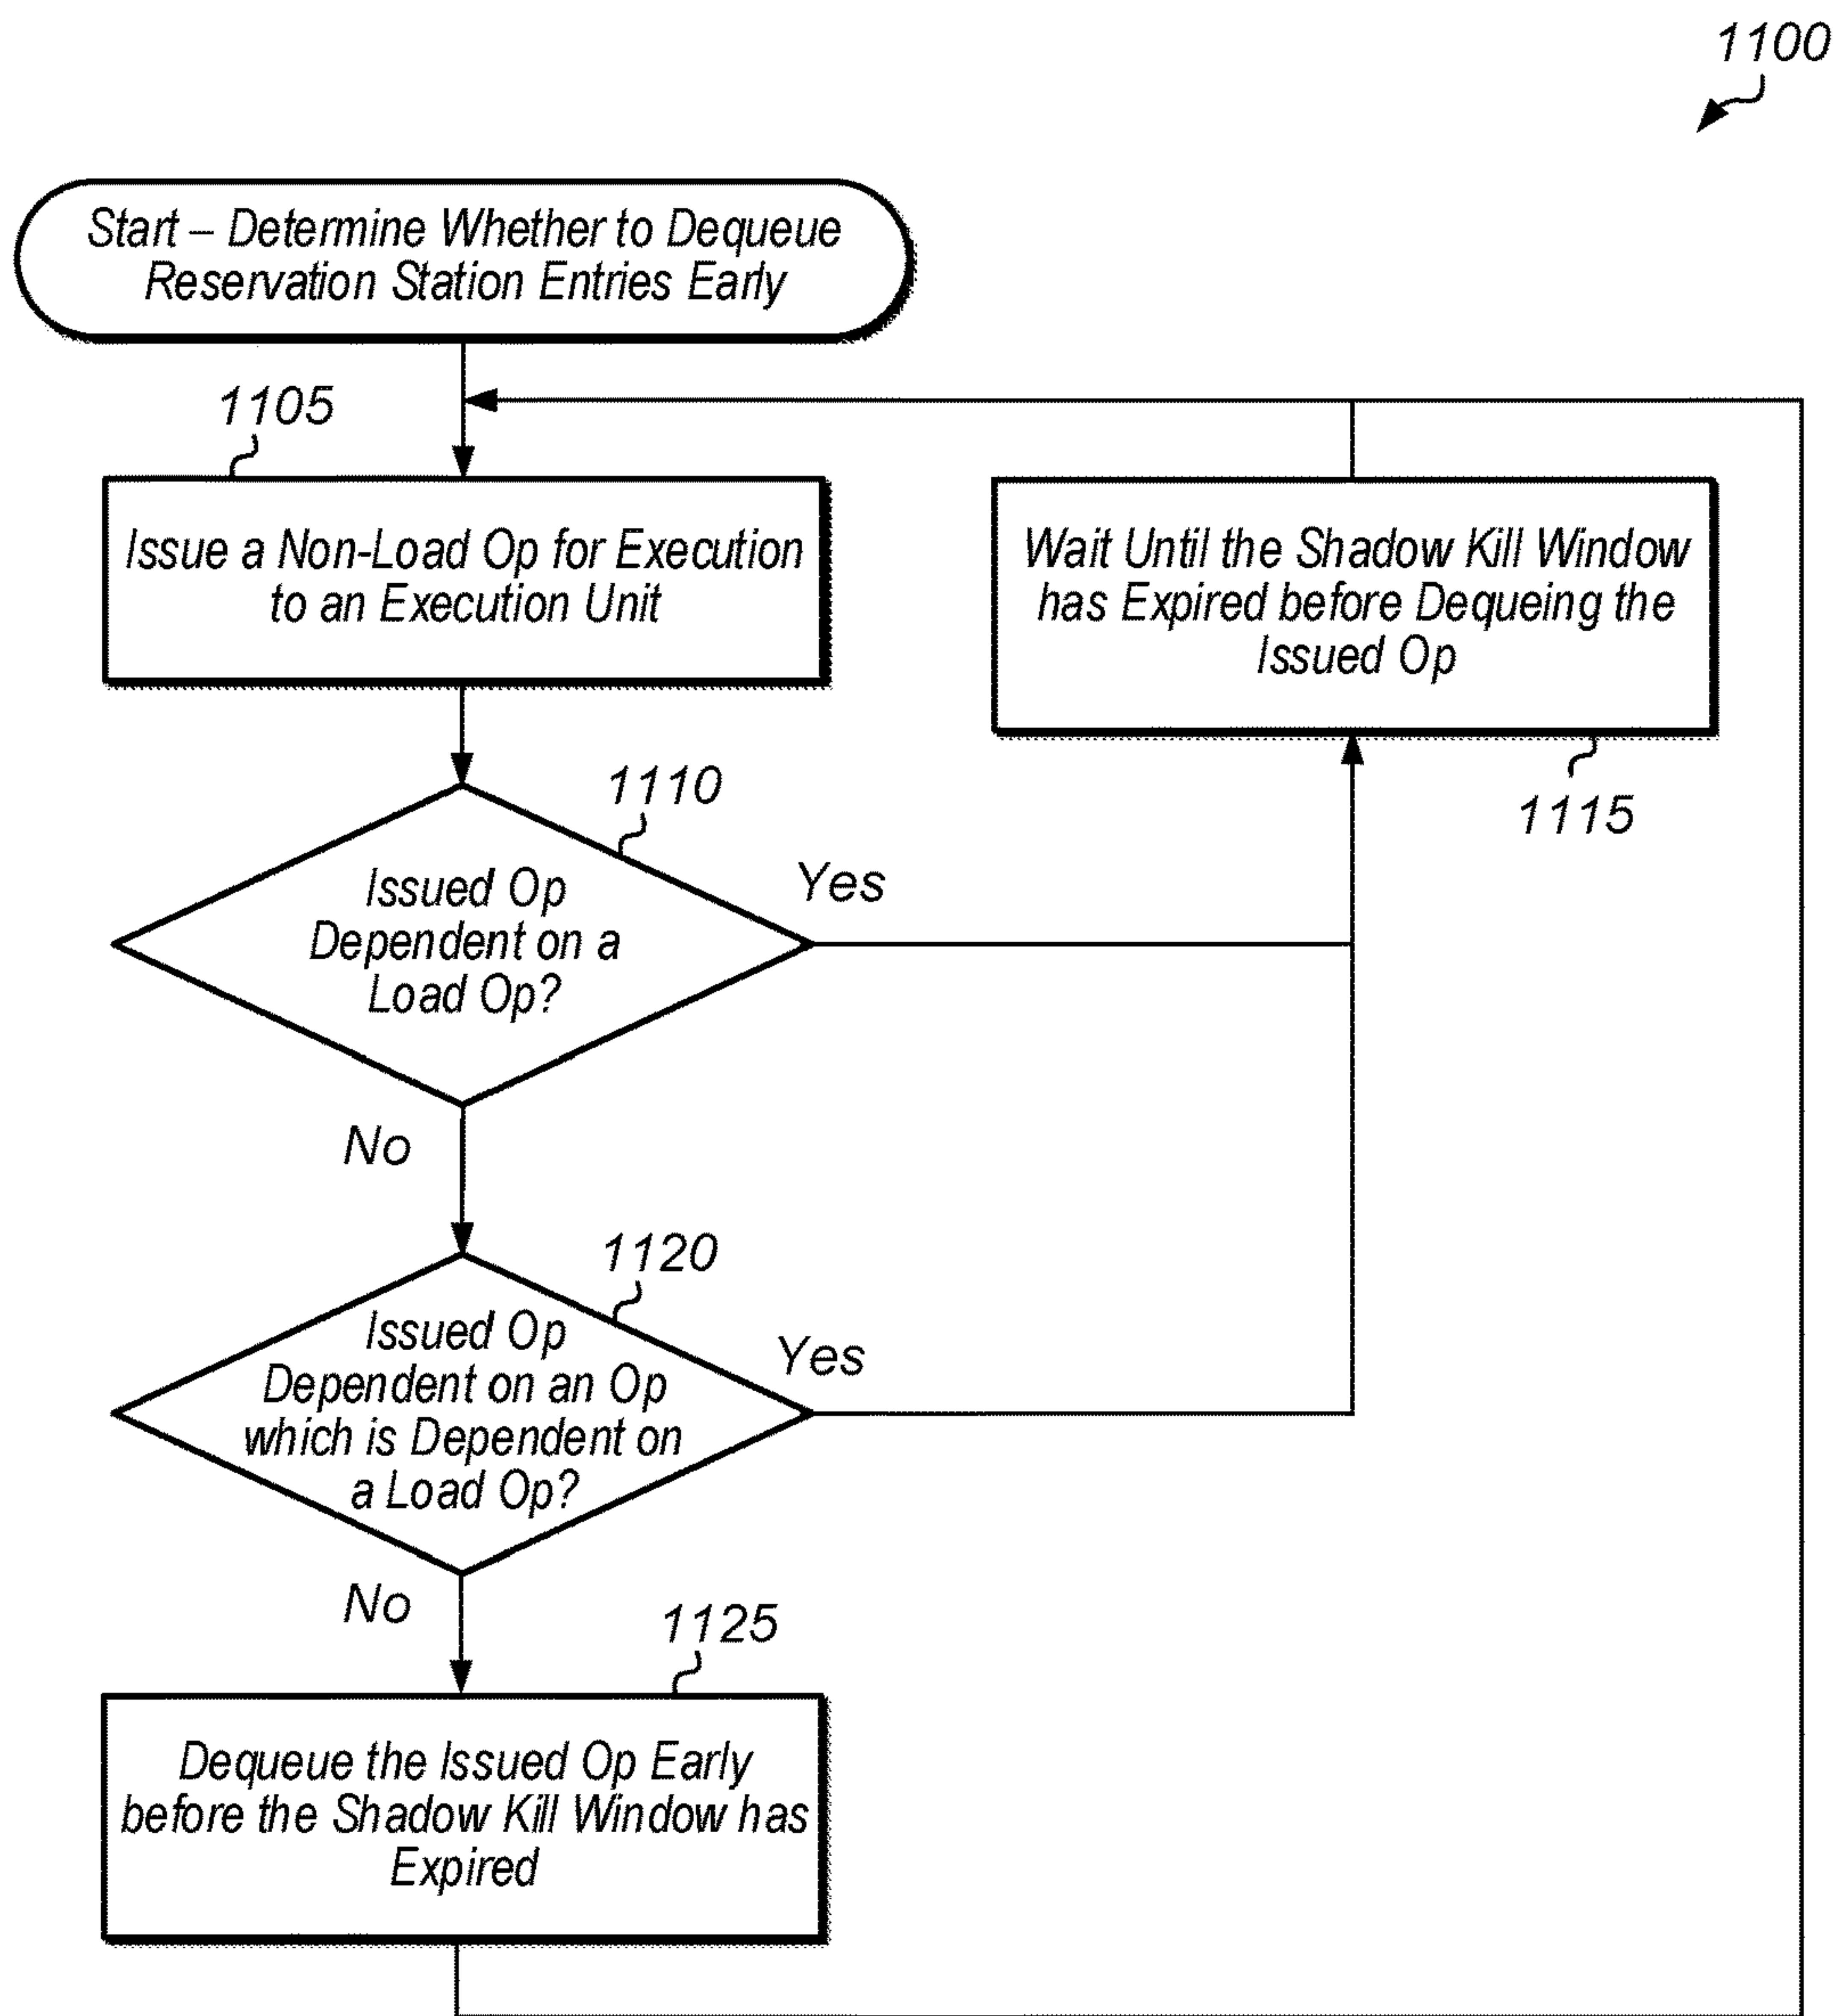 1100
Start – Determine Whether to Dequeue
Reservation Station Entries Early
1105
Issue a Non-Load Op for Execution
to an Execution Unit
Wait Until the Shadow Kill Window
has Expired before Dequeing the
Issued Op
1115
1110
Issued Op
Dependent on a
Load Op?
Yes
No
1120
Issued Op
Dependent on an Op
which is Dependent on
a Load Op?
Yes
No
1125
Dequeue the Issued Op Early
before the Shadow Kill Window has
Expired